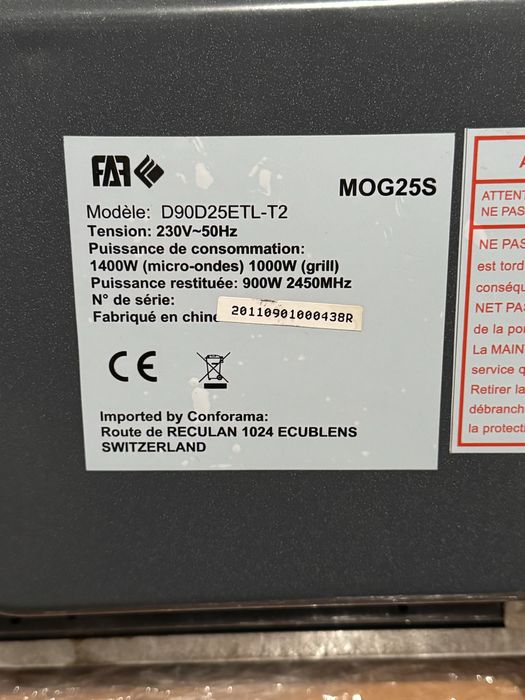 FAF
MOG25S
Modèle: D90D25ETL-T2
Tension: 230V~50Hz
Puissance de consommation:
1400W (micro-ondes) 1000W (grill)
Puissance restituée: 900W 2450MHz
N° de série:
Fabriqué en chine
20110901000438R
CE
Imported by Conforama:
Route de RECULAN 1024 ECUBLENS
SWITZERLAND
NE PAS
NE PAS
est tord
conséqu
NET PAS
de la por
La MAIN
service q
Retirer la
débranch
la protect